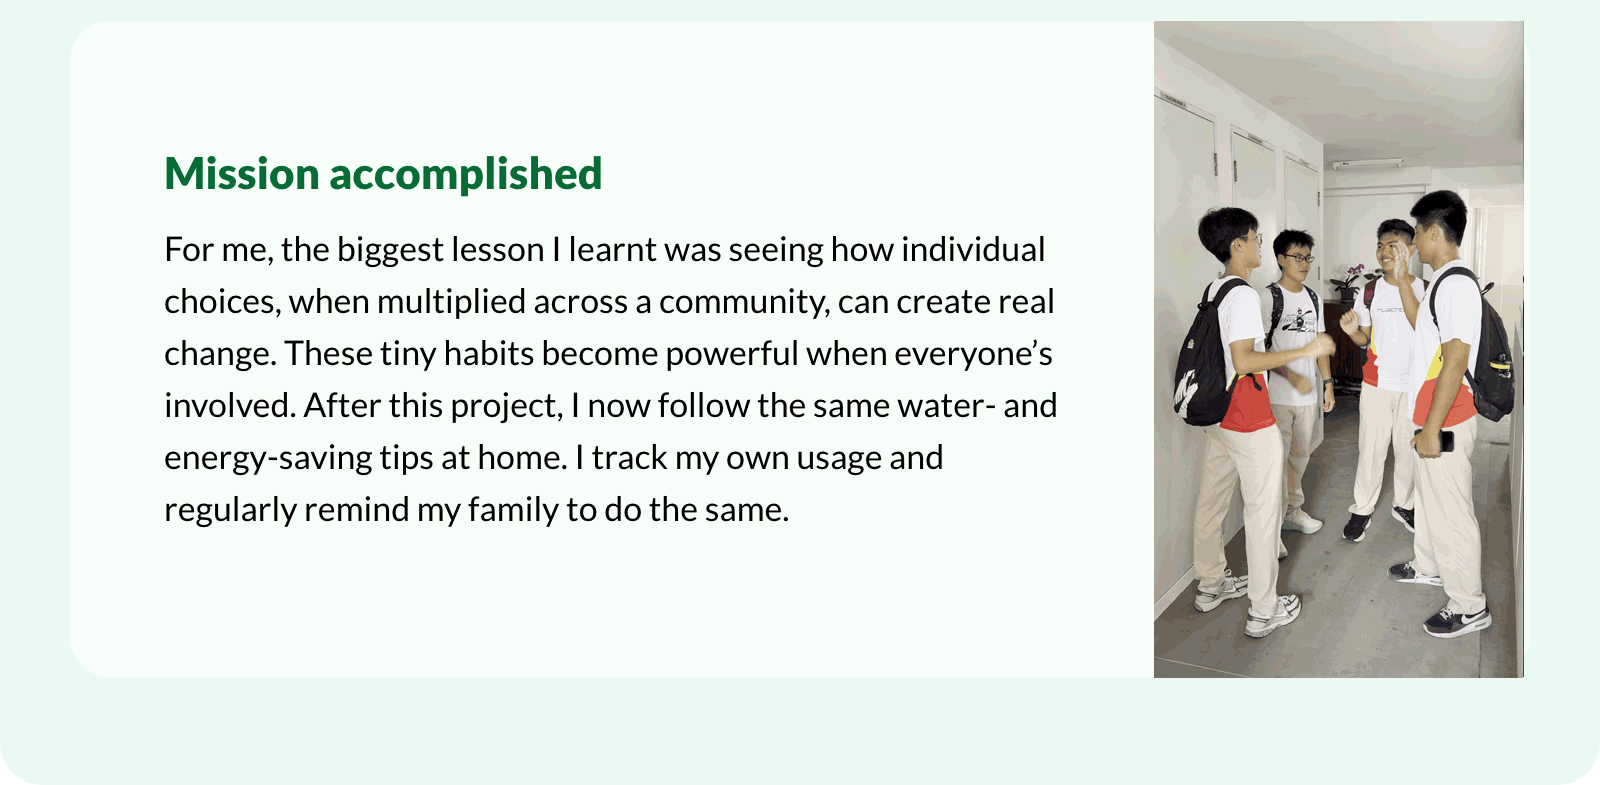 Mission accomplished
For me, the biggest lesson I learnt was seeing how individual
choices, when multiplied across a community, can create real
change. These tiny habits become powerful when everyone’s
involved. After this project, I now follow the same water- and
energy-saving tips at home. I track my own usage and
regularly remind my family to do the same.